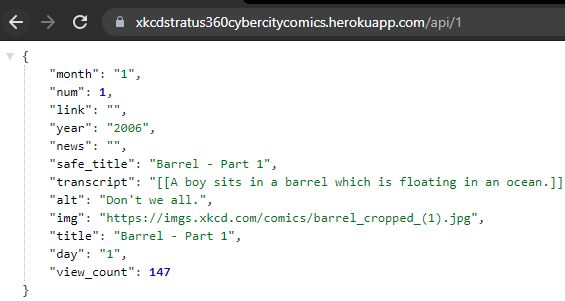 xkcdstratus360cybercitycomics.herokuapp.com/api/1
{
"month": "1",
"num": 1,
"link": "",
"year": "2006",
"news": "",
"safe_title": "Barrel - Part 1",
"transcript": "[[A boy sits in a barrel which is floating in an ocean.]]
"alt": "Don't we all.",
"img": "https://imgs.xkcd.com/comics/barrel_cropped_(1).jpg",
"title": "Barrel - Part 1",
"day": "1",
"view_count": 147
}